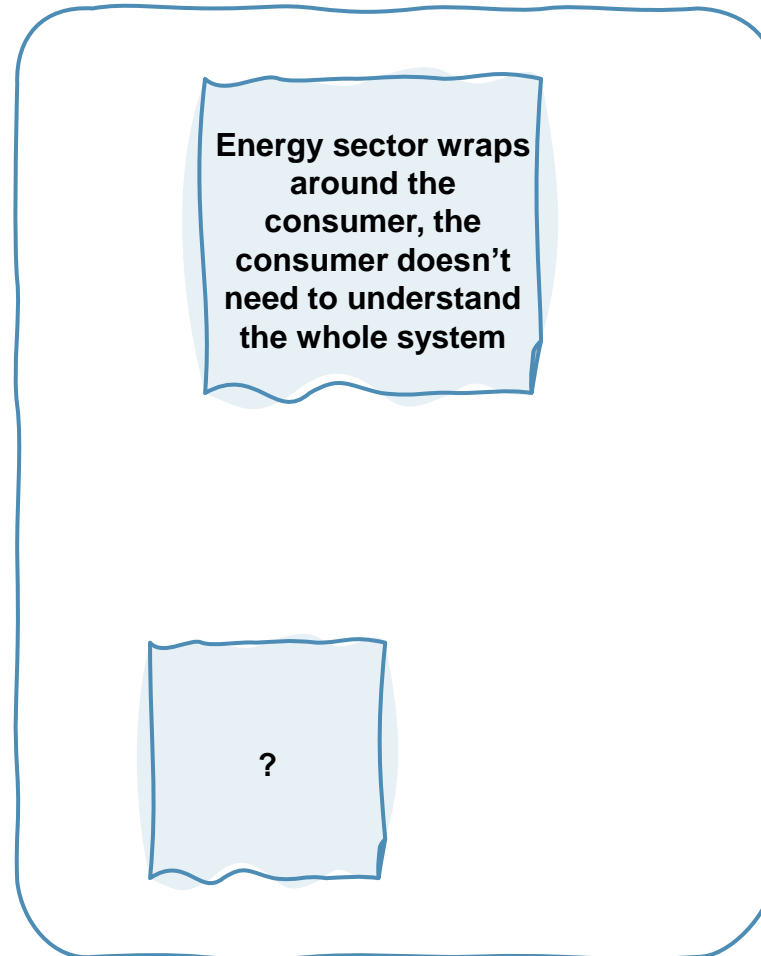 Energy sector wraps
around the
consumer, the
consumer doesn’t
need to understand
the whole system
?